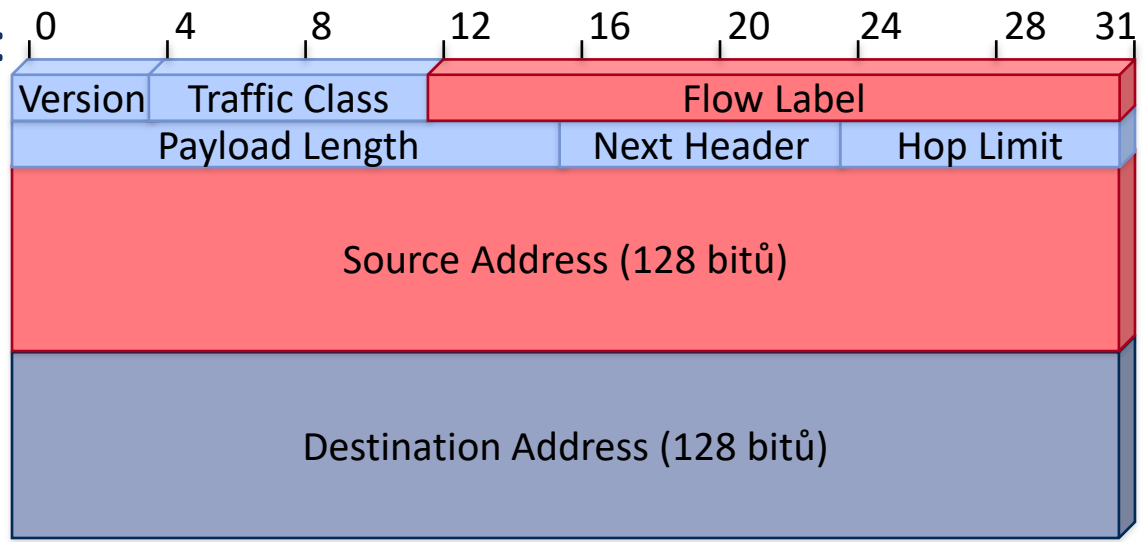 : 0 4 8 12 16 20 24 28 31
Version Traffic Class Flow Label
Payload Length Next Header Hop Limit
Source Address (128 bitů)
Destination Address (128 bitů)